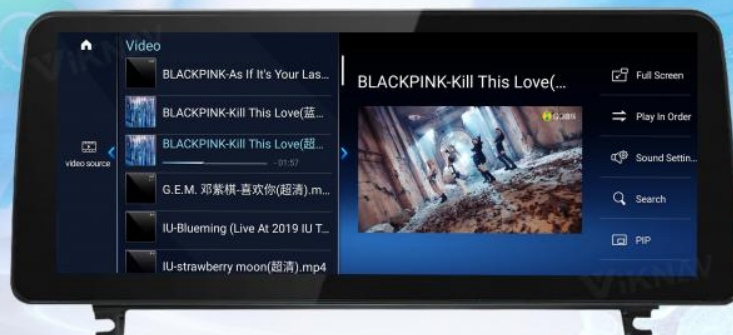 VIKNAV
Video
BLACKPINK-As If It's Your Las...
BLACKPINK-Kill This Love(蓝...
BLACKPINK-Kill This Love(超...
-01:57
G.E.M. 邓紫棋-喜欢你(超清).m...
IU-Blueming (Live At 2019 IU T...
IU-strawberry moon(超清).mp4
video source
BLACKPINK-Kill This Love(...
Full Screen
Play In Order
Sound Settin...
Search
PIP
VIKNAV